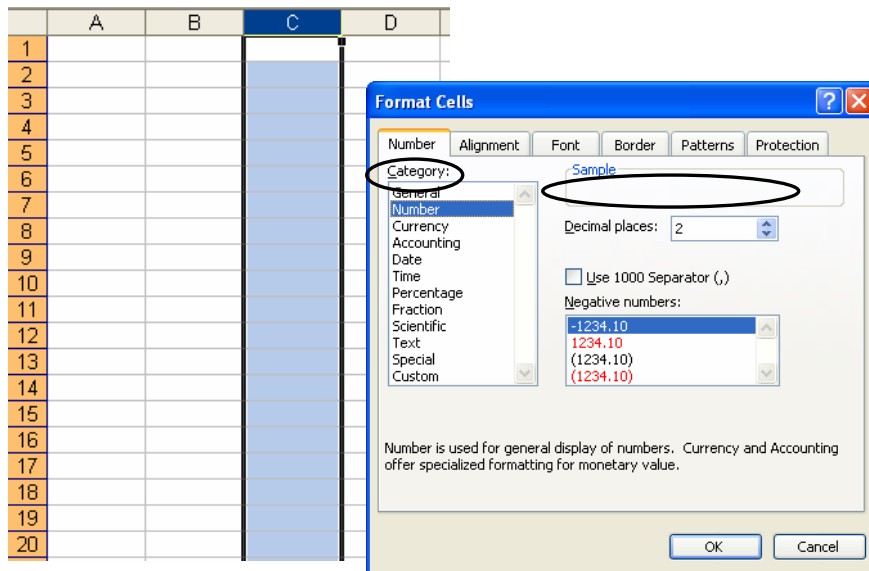 A B C D
1
2
3
4
5
6
7
8
9
10
11
12
13
14
15
16
17
18
19
20
Format Cells
Number Alignment Font Border Patterns Protection
Category:
General
Number
Currency
Accounting
Date
Time
Percentage
Fraction
Scientific
Text
Special
Custom
Sample
Decimal places: 2
Use 1000 Separator (,)
Negative numbers:
-1234.10
1234.10
(1234.10)
(1234.10)
Number is used for general display of numbers. Currency and Accounting
offer specialized formatting for monetary value.
OK Cancel